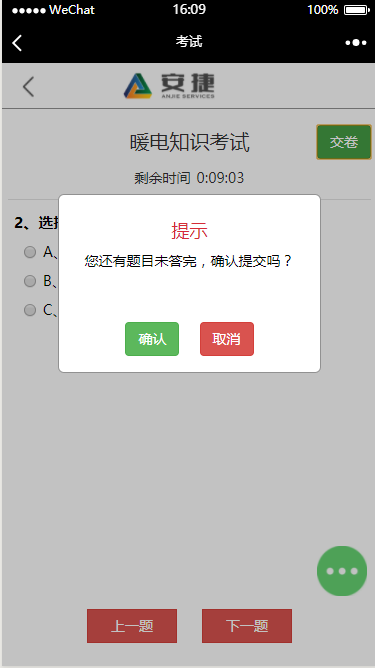 WeChat 16:09 100%
考试
安捷
ANJIE SERVICES
暖电知识考试 交卷
剩余时间 0:09:03
2、选择
提示
您还有题目未答完，确认提交吗？
A、
B、
C、
确认 取消
上一题 下一题